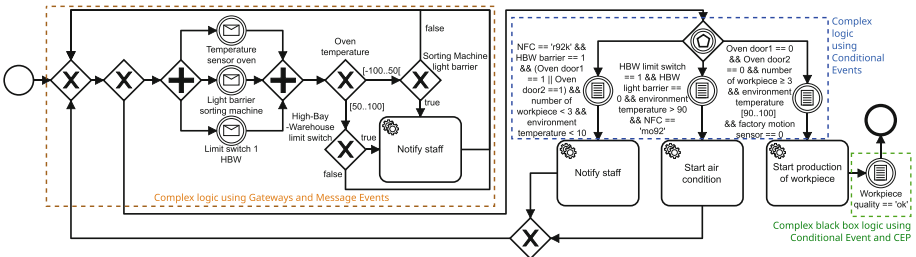 Temperature
sensor oven
Light barrier
sorting machine
Limit switch 1
HBW
Oven
temperature
[-100..50[
[50..100]
High-Bay
-Warehouse
limit switch
true
false
false
Sorting Machine
light barrier
true
Notify staff
Complex logic using Gateways and Message Events
NFC == 'r92k' &&
HBW barrier == 1
&& (Oven door1
== 1 || Oven
door2 ==1) &&
number of
workpiece < 3 &&
environment
temperature < 10
HBW limit switch
== 1 && HBW
light barrier ==
0 && environment
temperature > 90
&& NFC ==
'mo92'
Oven door1 == 0
&& Oven door2
== 0 && number
of workpiece ≥ 3
&& environment
temperature
[90..100]
&& factory motion
sensor == 0
Complex
logic
using
Conditional
Events
Notify staff
Start air
condition
Start production
of workpiece
Workpiece
quality == 'ok'
Complex black box logic using
Conditional Event and CEP